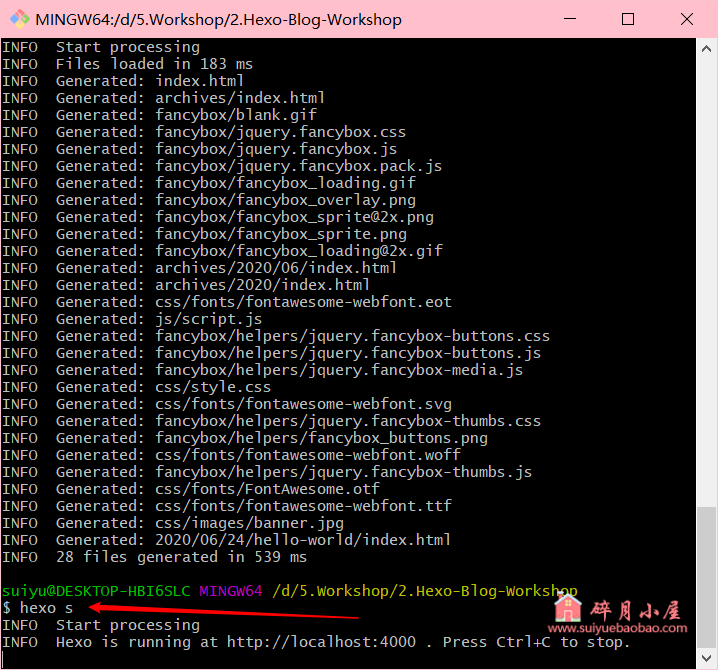 MINGW64:/d/5.Workshop/2.Hexo-Blog-Workshop
INFO  Start processing
INFO  Files loaded in 183 ms
INFO  Generated: index.html
INFO  Generated: archives/index.html
INFO  Generated: fancybox/blank.gif
INFO  Generated: fancybox/jquery.fancybox.css
INFO  Generated: fancybox/jquery.fancybox.js
INFO  Generated: fancybox/jquery.fancybox.pack.js
INFO  Generated: fancybox/fancybox_loading.gif
INFO  Generated: fancybox/fancybox_overlay.png
INFO  Generated: fancybox/fancybox_sprite@2x.png
INFO  Generated: fancybox/fancybox_sprite.png
INFO  Generated: fancybox/fancybox_loading@2x.gif
INFO  Generated: archives/2020/06/index.html
INFO  Generated: archives/2020/index.html
INFO  Generated: css/fonts/fontawesome-webfont.eot
INFO  Generated: js/script.js
INFO  Generated: fancybox/helpers/jquery.fancybox-buttons.css
INFO  Generated: fancybox/helpers/jquery.fancybox-buttons.js
INFO  Generated: fancybox/helpers/jquery.fancybox-media.js
INFO  Generated: css/style.css
INFO  Generated: css/fonts/fontawesome-webfont.svg
INFO  Generated: fancybox/helpers/jquery.fancybox-thumbs.css
INFO  Generated: fancybox/helpers/fancybox_buttons.png
INFO  Generated: css/fonts/fontawesome-webfont.woff
INFO  Generated: fancybox/helpers/jquery.fancybox-thumbs.js
INFO  Generated: css/fonts/FontAwesome.otf
INFO  Generated: css/fonts/fontawesome-webfont.ttf
INFO  Generated: css/images/banner.jpg
INFO  Generated: 2020/06/24/hello-world/index.html
INFO  28 files generated in 539 ms
suiyu@DESKTOP-HBI6SLC MINGW64 /d/5.Workshop/2.Hexo-Blog-Workshop
$ hexo s
INFO  Start processing
INFO  Hexo is running at http://localhost:4000 . Press Ctrl+C to stop.
碎月小屋
www.suiyuebaobao.com